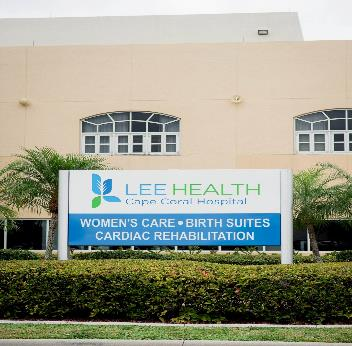 LEE HEALTH
Cape Coral Hospital
WOMEN'S CARE • BIRTH SUITES
CARDIAC REHABILITATION